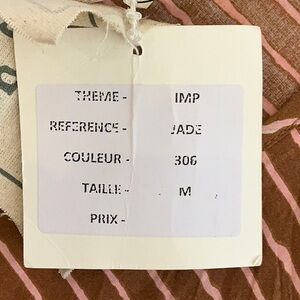 THEME - IMP
REFERENCE - JADE
COULEUR - 306
TAILLE - M
PRIX -